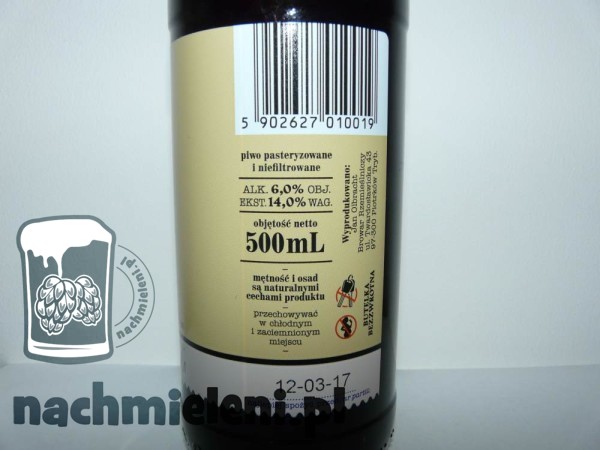 5 902627 010019
piwo pasteryzowane
i niefiltrowane
ALK. 6,0% OBJ.
EKST. 14,0% WAG.
objętość netto
500mL
mętność i osad
są naturalnymi
cechami produktu
przechowywać
w chłodnym
i zaciemnionym
miejscu
Wyprodukowano:
Jan Olbracht
Browar Rzemieślniczy
ul. Twardosławicka 43
97-300 Piotrków Tryb.
BUTELKA
BEZZWROTNA
12-03-17
partii
nachmieleni.pl
nachmieleni.pl